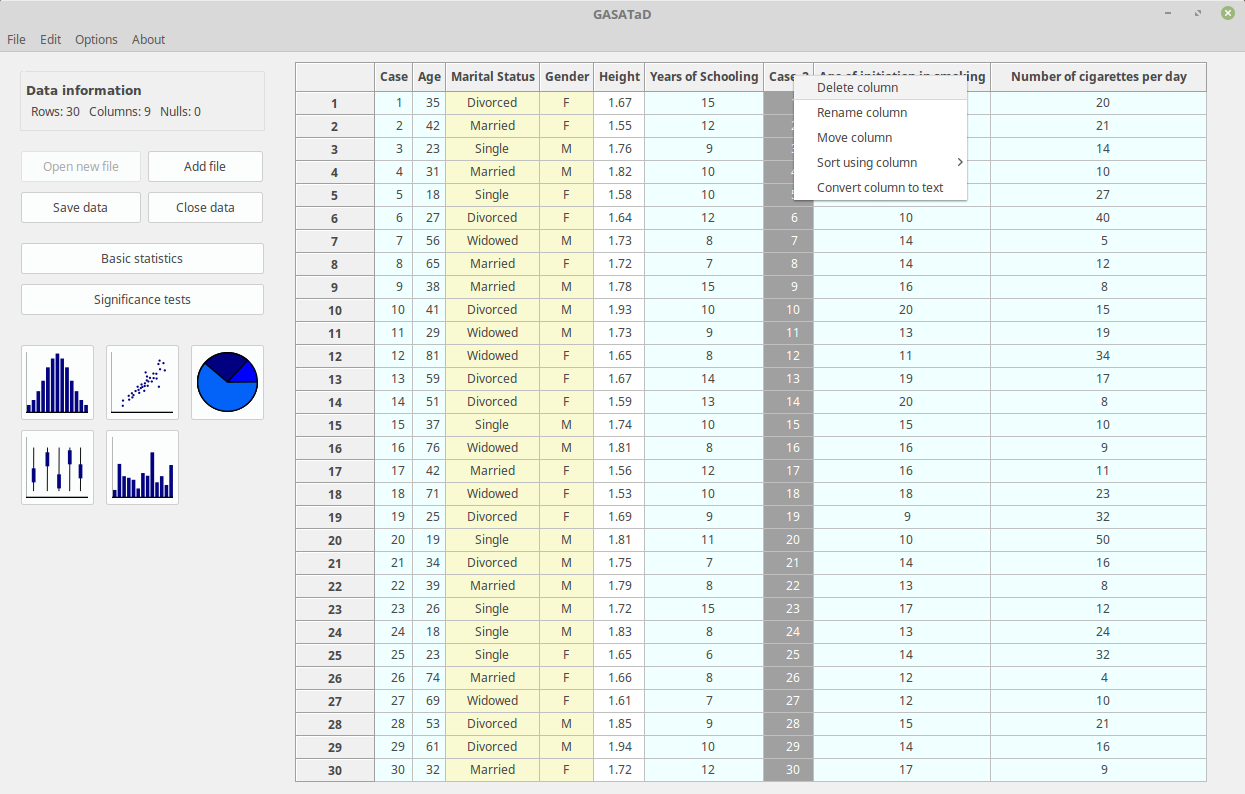 GASATaD
File Edit Options About
Data information
Rows: 30 Columns: 9 Nulls: 0
Open new file Add file
Save data Close data
Basic statistics
Significance tests
Case Age Marital Status Gender Height Years of Schooling Case_2 Age of initiation in smoking Number of cigarettes per day
Delete column
Rename column
Move column
Sort using column
Convert column to text
1 1 35 Divorced F 1.67 15 20
2 2 42 Married F 1.55 12 21
3 3 23 Single M 1.76 9 14
4 4 31 Married M 1.82 10 10
5 5 18 Single F 1.58 10 27
6 6 27 Divorced F 1.64 12 6 10 40
7 7 56 Widowed M 1.73 8 7 14 5
8 8 65 Married F 1.72 7 8 14 12
9 9 38 Married M 1.78 15 9 16 8
10 10 41 Divorced M 1.93 10 10 20 15
11 11 29 Widowed M 1.73 9 11 13 19
12 12 81 Widowed F 1.65 8 12 11 34
13 13 59 Divorced F 1.67 14 13 19 17
14 14 51 Divorced F 1.59 13 14 20 8
15 15 37 Single M 1.74 10 15 15 10
16 16 76 Widowed M 1.81 8 16 16 9
17 17 42 Married F 1.56 12 17 16 11
18 18 71 Widowed F 1.53 10 18 18 23
19 19 25 Divorced F 1.69 9 19 9 32
20 20 19 Single M 1.81 11 20 10 50
21 21 34 Divorced M 1.75 7 21 14 16
22 22 39 Married M 1.79 8 22 13 8
23 23 26 Single M 1.72 15 23 17 12
24 24 18 Single M 1.83 8 24 13 24
25 25 23 Single F 1.65 6 25 14 32
26 26 74 Married F 1.66 8 26 12 4
27 27 69 Widowed F 1.61 7 27 12 10
28 28 53 Divorced M 1.85 9 28 15 21
29 29 61 Divorced M 1.94 10 29 14 16
30 30 32 Married F 1.72 12 30 17 9